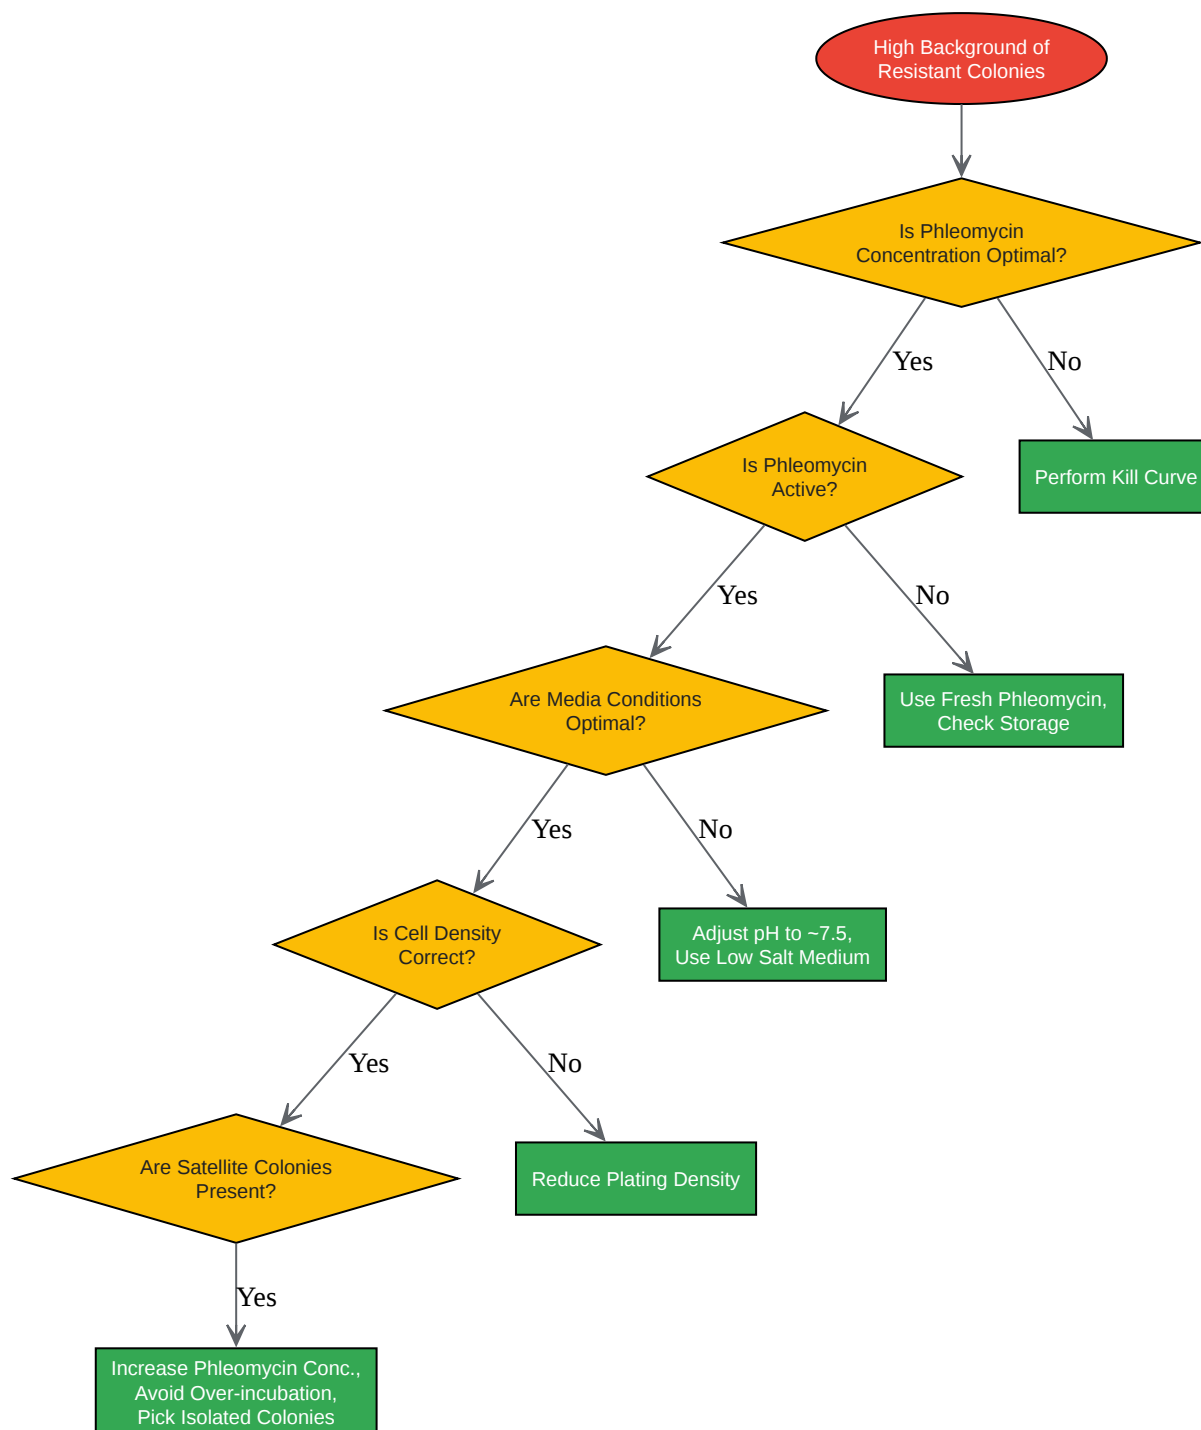 High Background of
Resistant Colonies
Is Phleomycin
Concentration Optimal?
Yes
No
Is Phleomycin
Active?
Perform Kill Curve
Yes
No
Are Media Conditions
Optimal?
Use Fresh Phleomycin,
Check Storage
Yes
No
Is Cell Density
Correct?
Adjust pH to ~7.5,
Use Low Salt Medium
Yes
No
Are Satellite Colonies
Present?
Reduce Plating Density
Yes
Increase Phleomycin Conc.,
Avoid Over-incubation,
Pick Isolated Colonies